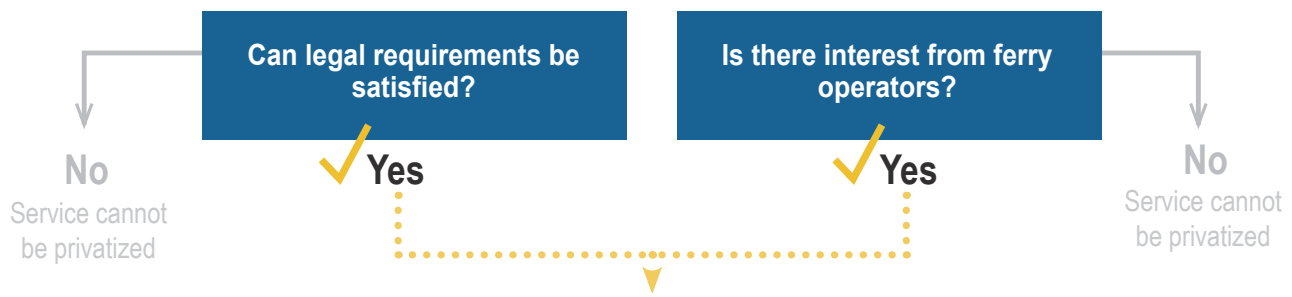 Can legal requirements be
satisfied?
Is there interest from ferry
operators?
No
Service cannot
be privatized
Yes
Yes
No
Service cannot
be privatized